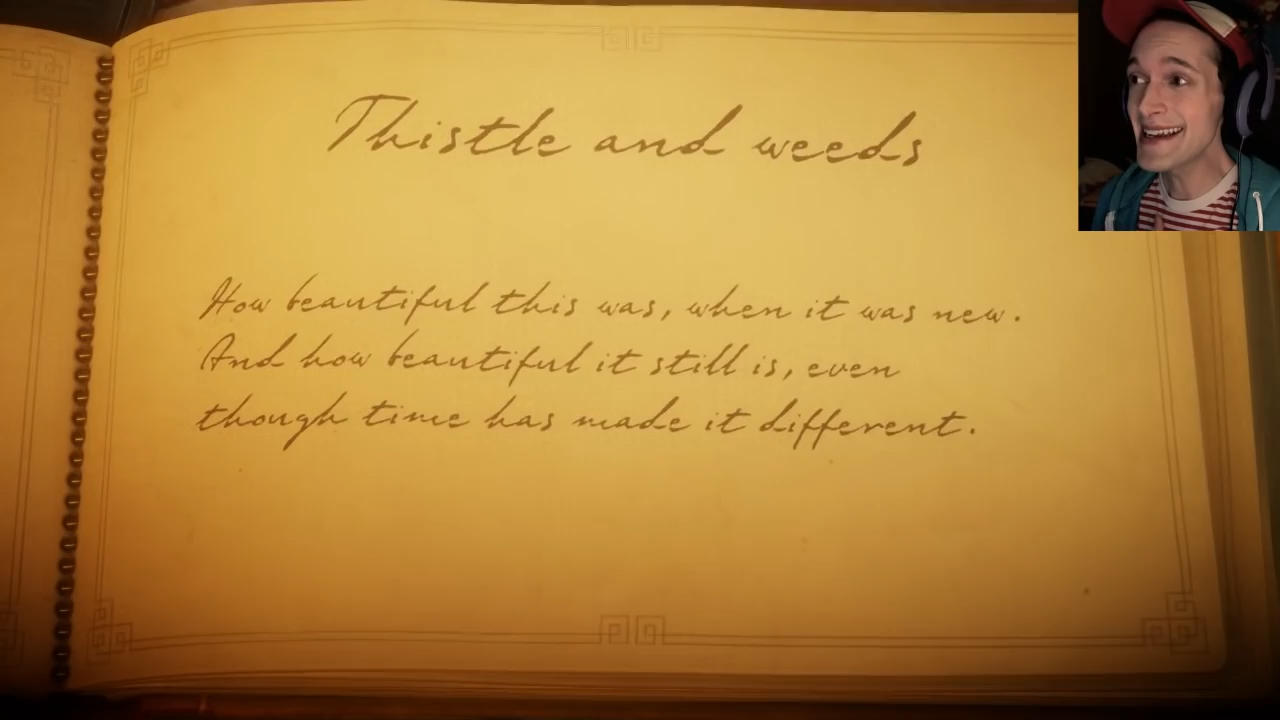 Thistle and weeds
How beautiful this was, when it was new.
And how beautiful it still is, even
though time has made it different.